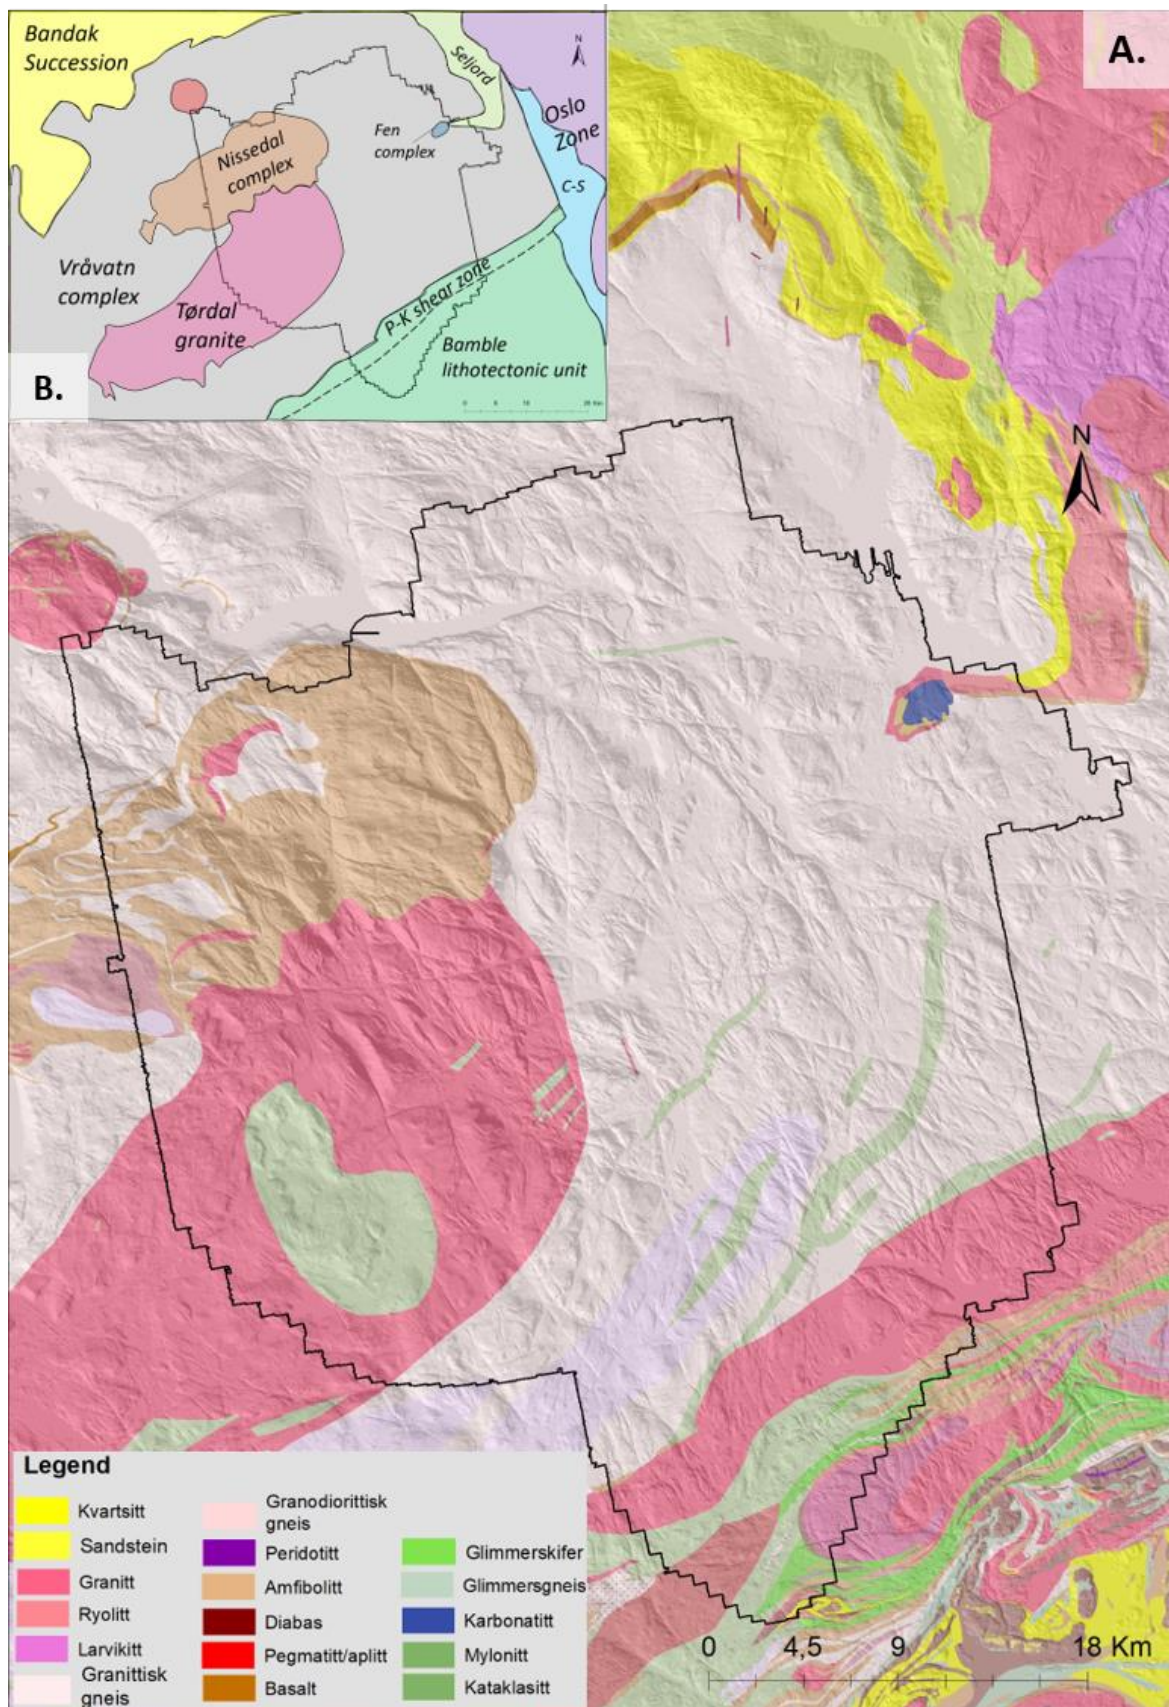 Bandak
Succession
N
A.
Seljord
Oslo
Zone
Fen
complex
Nissedal
complex
C-S
Vråvatn
complex
Tørdal
granite
P-K shear zone
Bamble
lithotectonic unit
B.
N
Legend
Kvartsitt
Sandstein
Granitt
Ryolitt
Larvikitt
Granittisk
gneis
Granodiorittisk
gneis
Peridotitt
Amfibolitt
Diabas
Pegmatitt/aplitt
Basalt
Glimmerskifer
Glimmersgneis
Karbonatitt
Mylonitt
Kataklasitt
0 4,5 9 18 Km